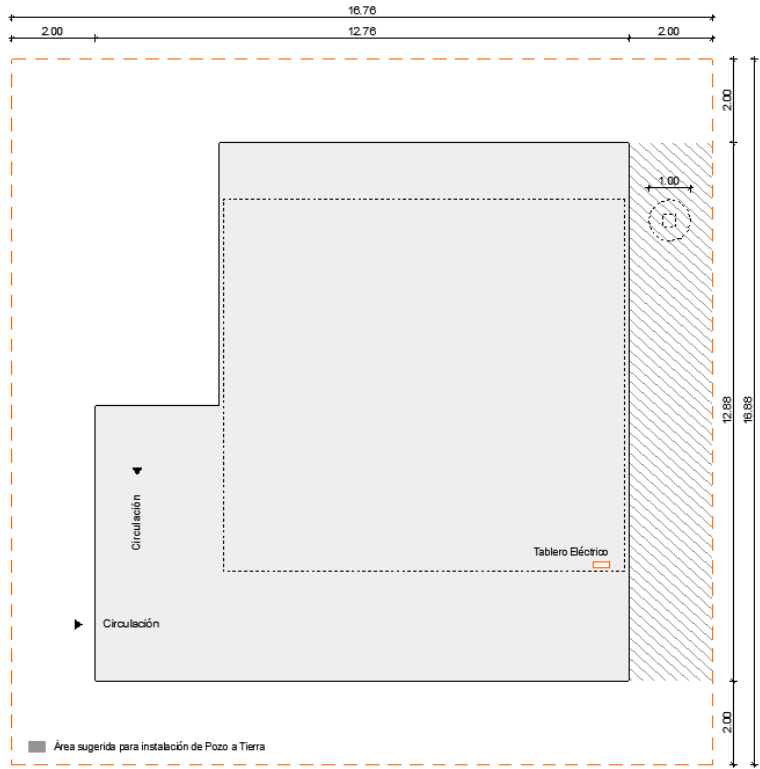 16.76
2.00 12.76 2.00
2.00
1.00
12.88
16.88
Circulación
Tablero Eléctrico
Circulación
2.00
Área sugerida para instalación de Pozo a Tierra